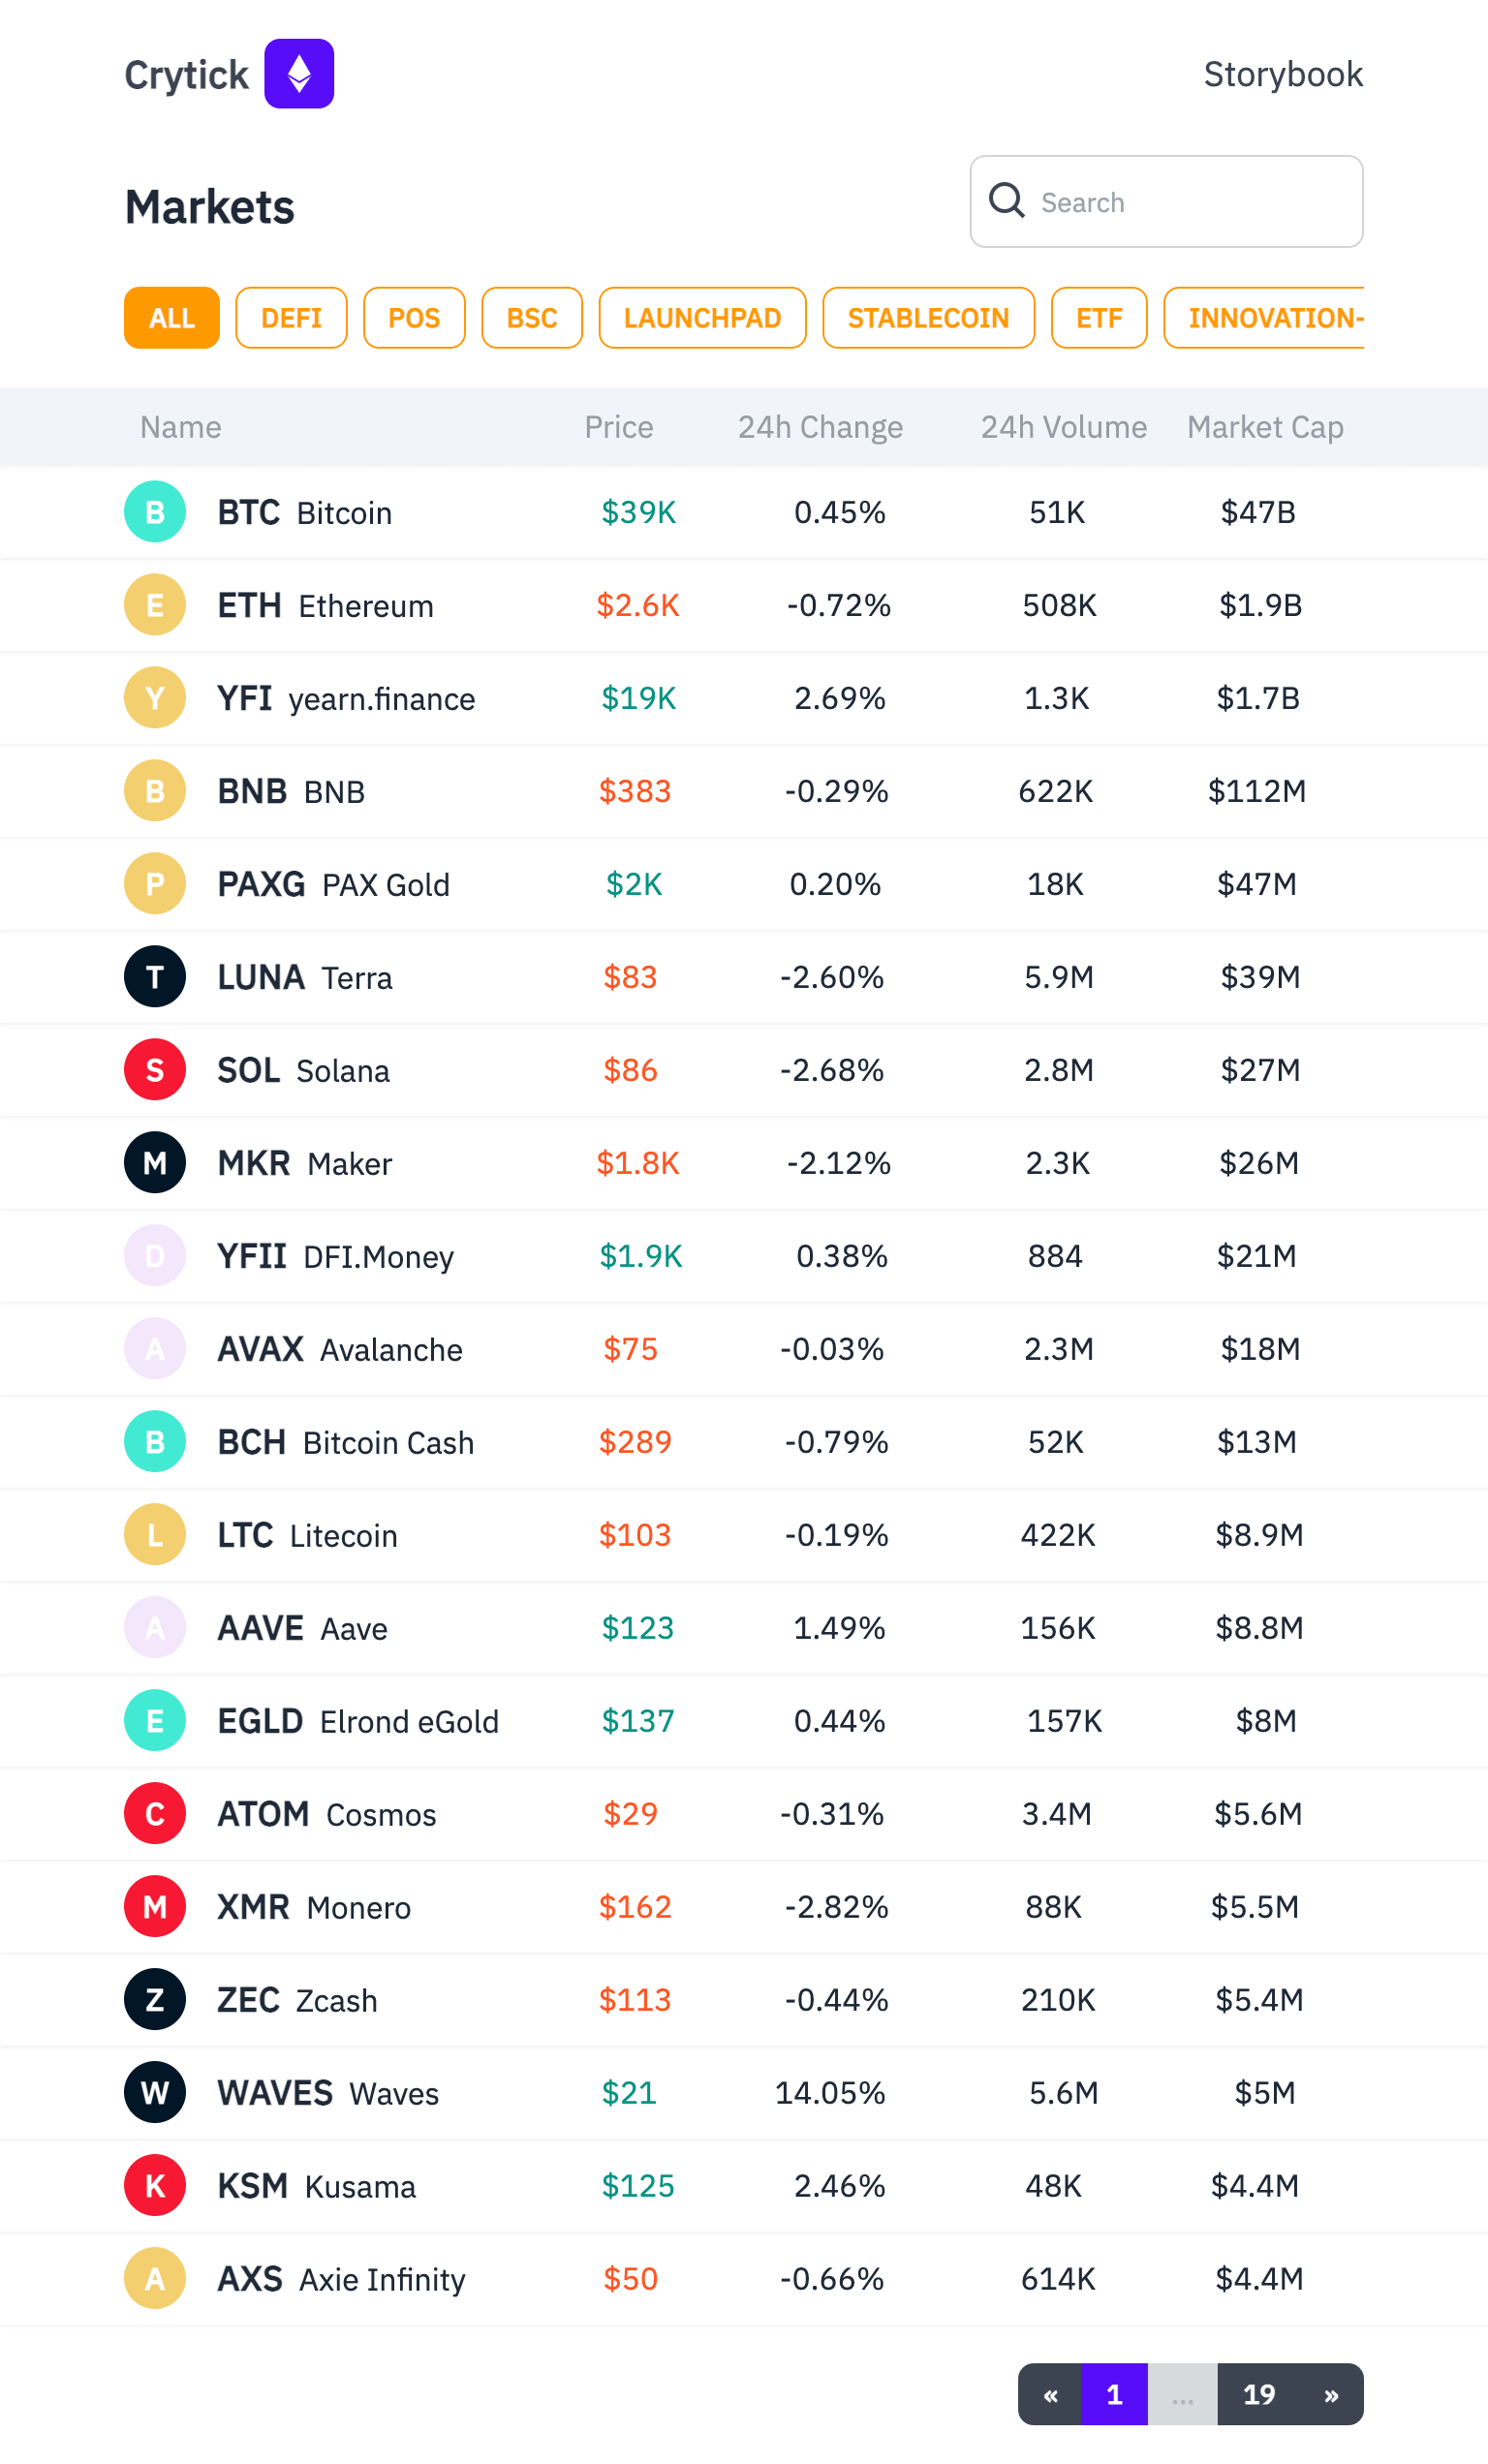 Crytick Storybook
Markets Search
ALL DEFI POS BSC LAUNCHPAD STABLECOIN ETF INNOVATION-
Name Price 24h Change 24h Volume Market Cap
B BTC Bitcoin $39K 0.45% 51K $47B
E ETH Ethereum $2.6K -0.72% 508K $1.9B
Y YFI yearn.finance $19K 2.69% 1.3K $1.7B
B BNB BNB $383 -0.29% 622K $112M
P PAXG PAX Gold $2K 0.20% 18K $47M
T LUNA Terra $83 -2.60% 5.9M $39M
S SOL Solana $86 -2.68% 2.8M $27M
M MKR Maker $1.8K -2.12% 2.3K $26M
D YFII DFI.Money $1.9K 0.38% 884 $21M
A AVAX Avalanche $75 -0.03% 2.3M $18M
B BCH Bitcoin Cash $289 -0.79% 52K $13M
L LTC Litecoin $103 -0.19% 422K $8.9M
A AAVE Aave $123 1.49% 156K $8.8M
E EGLD Elrond eGold $137 0.44% 157K $8M
C ATOM Cosmos $29 -0.31% 3.4M $5.6M
M XMR Monero $162 -2.82% 88K $5.5M
Z ZEC Zcash $113 -0.44% 210K $5.4M
W WAVES Waves $21 14.05% 5.6M $5M
K KSM Kusama $125 2.46% 48K $4.4M
A AXS Axie Infinity $50 -0.66% 614K $4.4M
« 1 ... 19 »